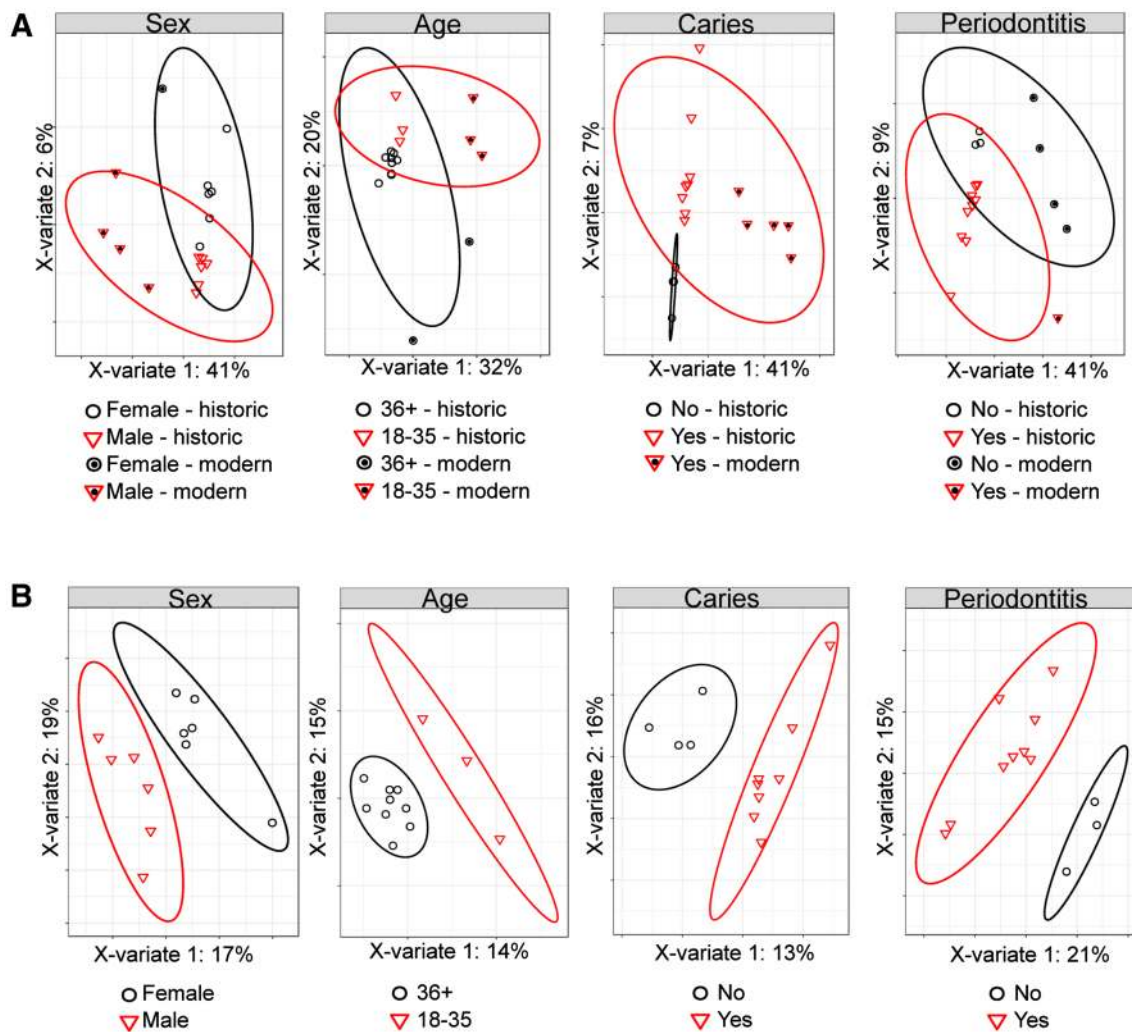 A
Sex
Age
Caries
Periodontitis
X-variate 2: 6%
X-variate 2: 20%
X-variate 2: 7%
X-variate 2: 9%
X-variate 1: 41%
X-variate 1: 32%
X-variate 1: 41%
X-variate 1: 41%
Female - historic
Male - historic
Female - modern
Male - modern
36+ - historic
18-35 - historic
36+ - modern
18-35 - modern
No - historic
Yes - historic
Yes - modern
No - historic
Yes - historic
No - modern
Yes - modern
B
Sex
Age
Caries
Periodontitis
X-variate 2: 19%
X-variate 2: 15%
X-variate 2: 16%
X-variate 2: 15%
X-variate 1: 17%
X-variate 1: 14%
X-variate 1: 13%
X-variate 1: 21%
Female
Male
36+
18-35
No
Yes
No
Yes